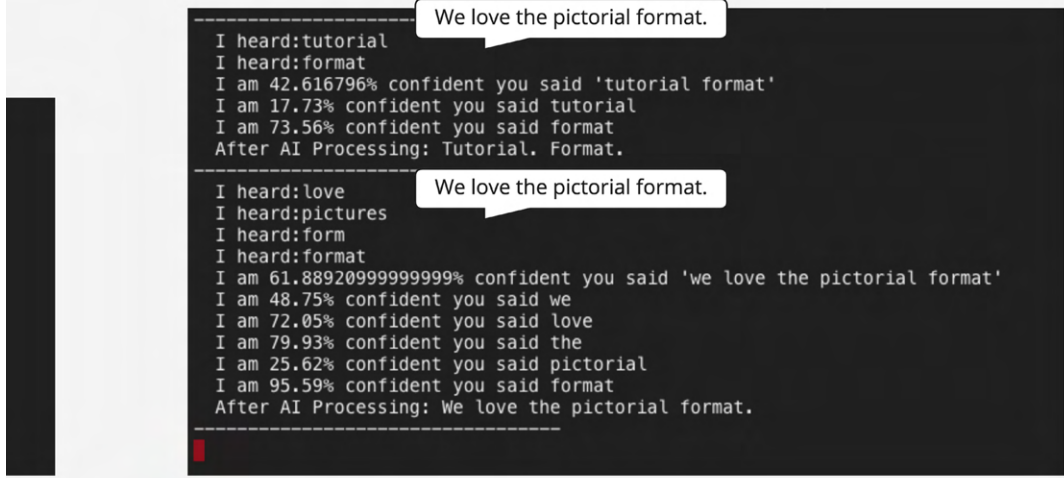 We love the pictorial format.
----------------------
I heard:tutorial
I heard:format
I am 42.616796% confident you said 'tutorial format'
I am 17.73% confident you said tutorial
I am 73.56% confident you said format
After AI Processing: Tutorial. Format.
----------------------
We love the pictorial format.
I heard:love
I heard:pictures
I heard:form
I heard:format
I am 61.88920999999999% confident you said 'we love the pictorial format'
I am 48.75% confident you said we
I am 72.05% confident you said love
I am 79.93% confident you said the
I am 25.62% confident you said pictorial
I am 95.59% confident you said format
After AI Processing: We love the pictorial format.
----------------------------------